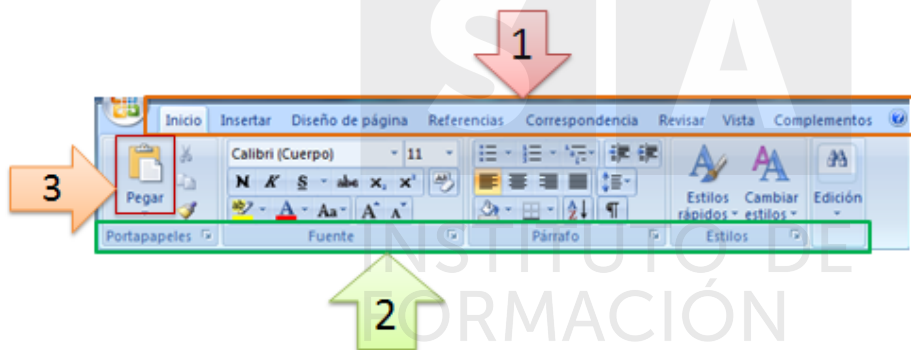 S A
1
Inicio Insertar Diseño de página Referencias Correspondencia Revisar Vista Complementos
3
Pegar
Calibri (Cuerpo) 11
N K S abc x₂ x²
A Aa A A
Estilos rápidos
Cambiar estilos
Edición
Portapapeles Fuente Párrafo Estilos
INSTITUTO DE
2
FORMACIÓN